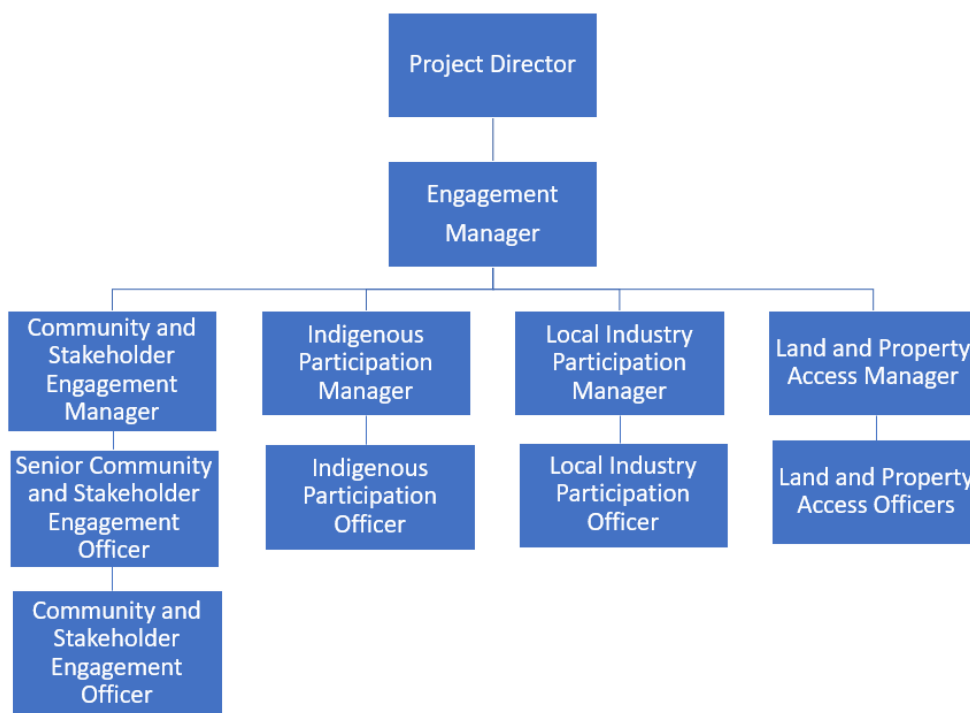 Project Director
Engagement
Manager
Community and
Stakeholder
Engagement
Manager
Indigenous
Participation
Manager
Local Industry
Participation
Manager
Land and Property
Access Manager
Senior Community
and Stakeholder
Engagement
Officer
Indigenous
Participation
Officer
Local Industry
Participation
Officer
Land and Property
Access Officers
Community and
Stakeholder
Engagement
Officer